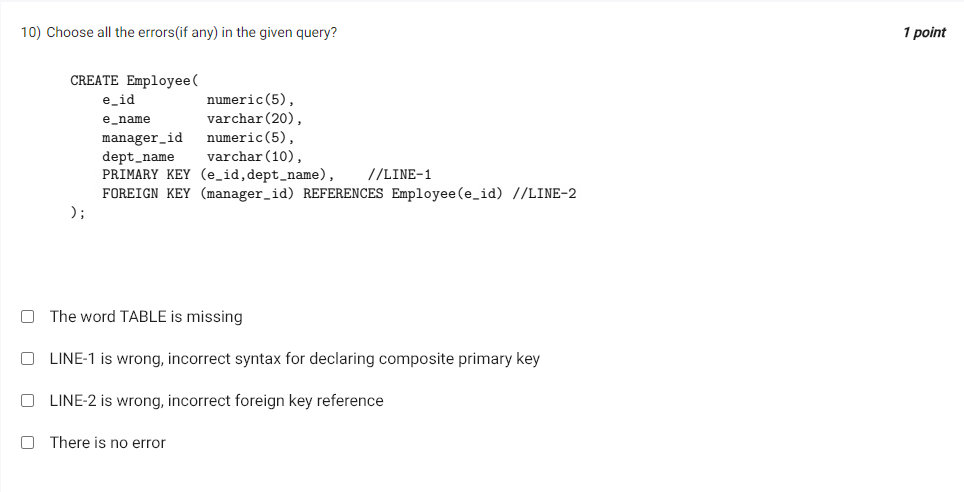 10) Choose all the errors(if any) in the given query?
1 point
CREATE Employee(
e_id numeric(5),
e_name varchar(20),
manager_id numeric(5),
dept_name varchar(10),
PRIMARY KEY (e_id,dept_name), //LINE-1
FOREIGN KEY (manager_id) REFERENCES Employee(e_id) //LINE-2
);
The word TABLE is missing
LINE-1 is wrong, incorrect syntax for declaring composite primary key
LINE-2 is wrong, incorrect foreign key reference
There is no error